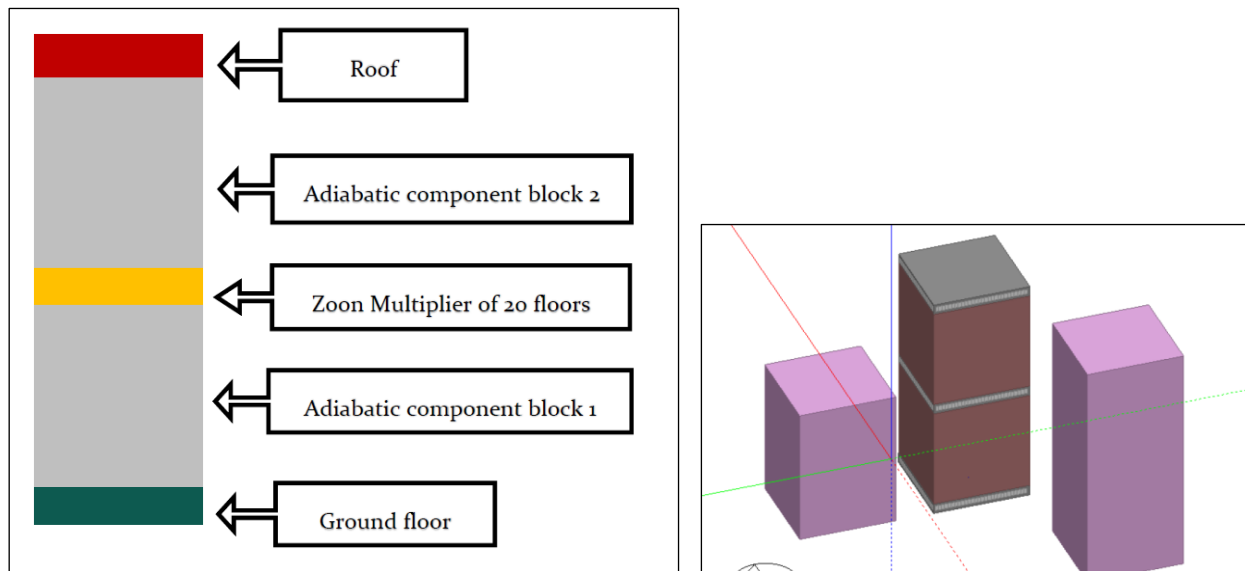 Roof
Adiabatic component block 2
Zoon Multiplier of 20 floors
Adiabatic component block 1
Ground floor